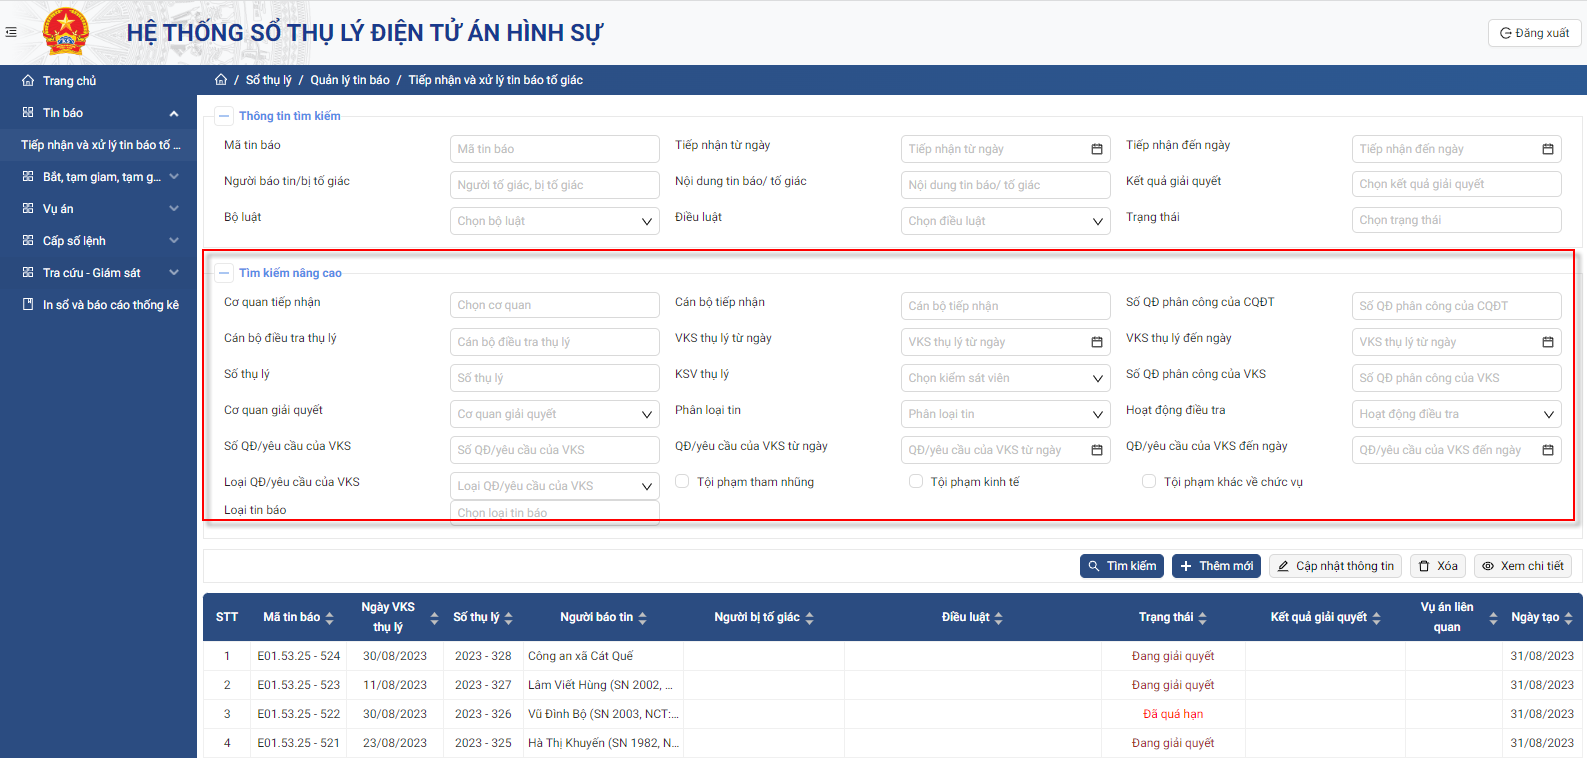 HỆ THỐNG SỔ THỤ LÝ ĐIỆN TỬ ÁN HÌNH SỰ
Đăng xuất
Trang chủ
Tin báo
Tiếp nhận và xử lý tin báo tố ...
Bắt, tạm giam, tạm g...
Vụ án
Cấp số lệnh
Tra cứu - Giám sát
In sổ và báo cáo thống kê
/ Sổ thụ lý / Quản lý tin báo / Tiếp nhận và xử lý tin báo tố giác
Thông tin tìm kiếm
Mã tin báo Mã tin báo Tiếp nhận từ ngày Tiếp nhận từ ngày Tiếp nhận đến ngày Tiếp nhận đến ngày
Người báo tin/bị tố giác Người tố giác, bị tố giác Nội dung tin báo/ tố giác Nội dung tin báo/ tố giác Kết quả giải quyết Chọn kết quả giải quyết
Bộ luật Chọn bộ luật Điều luật Chọn điều luật Trạng thái Chọn trạng thái
Tìm kiếm nâng cao
Cơ quan tiếp nhận Chọn cơ quan Cán bộ tiếp nhận Cán bộ tiếp nhận Số QĐ phân công của CQĐT Số QĐ phân công của CQĐT
Cán bộ điều tra thụ lý Cán bộ điều tra thụ lý VKS thụ lý từ ngày VKS thụ lý từ ngày VKS thụ lý đến ngày VKS thụ lý từ ngày
Số thụ lý Số thụ lý KSV thụ lý Chọn kiểm sát viên Số QĐ phân công của VKS Số QĐ phân công của VKS
Cơ quan giải quyết Cơ quan giải quyết Phân loại tin Phân loại tin Hoạt động điều tra Hoạt động điều tra
Số QĐ/yêu cầu của VKS Số QĐ/yêu cầu của VKS QĐ/yêu cầu của VKS từ ngày QĐ/yêu cầu của VKS từ ngày QĐ/yêu cầu của VKS đến ngày QĐ/yêu cầu của VKS đến ngày
Loại QĐ/yêu cầu của VKS Loại QĐ/yêu cầu của VKS Tội phạm tham nhũng Tội phạm kinh tế Tội phạm khác về chức vụ
Loại tin báo Chọn loại tin báo
Tìm kiếm Thêm mới Cập nhật thông tin Xóa Xem chi tiết
STT Mã tin báo Ngày VKS thụ lý Số thụ lý Người báo tin Người bị tố giác Điều luật Trạng thái Kết quả giải quyết Vụ án liên quan Ngày tạo
1 E01.53.25 - 524 30/08/2023 2023 - 328 Công an xã Cát Quế Đang giải quyết 31/08/2023
2 E01.53.25 - 523 11/08/2023 2023 - 327 Lâm Viết Hùng (SN 2002, ... Đang giải quyết 31/08/2023
3 E01.53.25 - 522 30/08/2023 2023 - 326 Vũ Đình Bộ (SN 2003, NCT:... Đã quá hạn 31/08/2023
4 E01.53.25 - 521 23/08/2023 2023 - 325 Hà Thị Khuyến (SN 1982, N... Đang giải quyết 31/08/2023